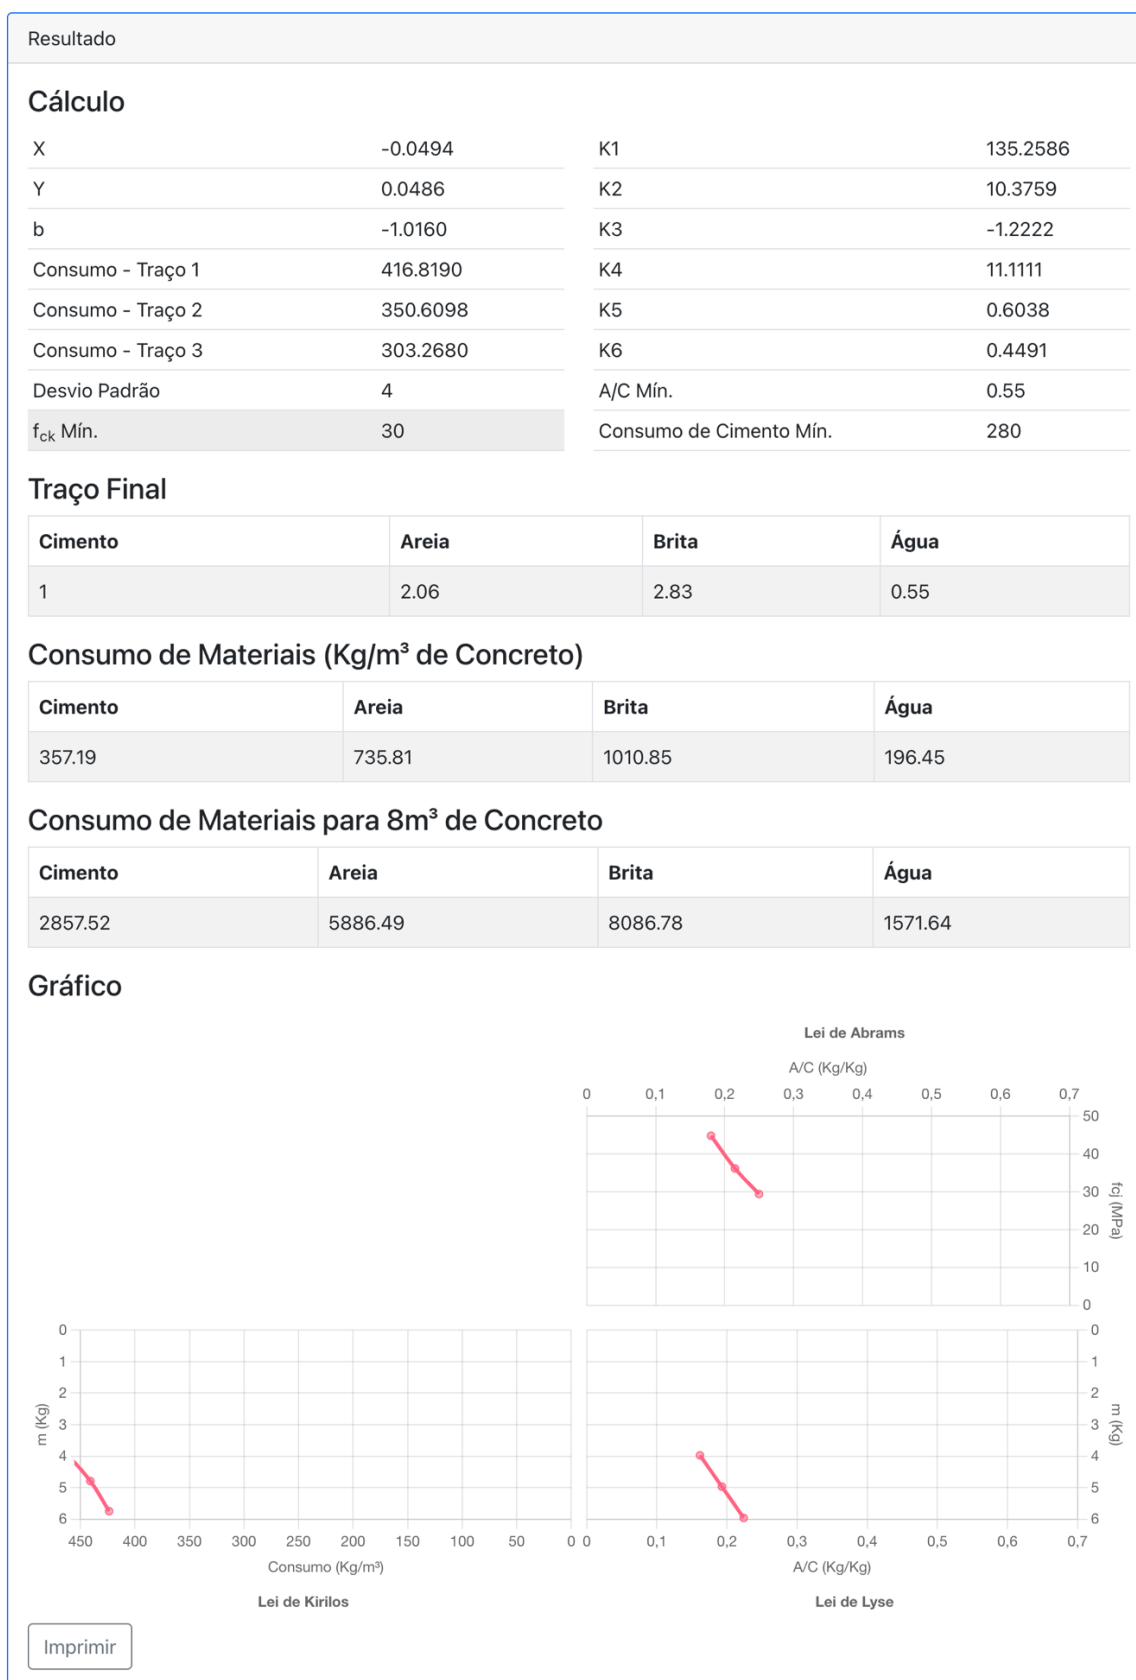 Resultado
Cálculo
X -0.0494 K1 135.2586
Y 0.0486 K2 10.3759
b -1.0160 K3 -1.2222
Consumo - Traço 1 416.8190 K4 11.1111
Consumo - Traço 2 350.6098 K5 0.6038
Consumo - Traço 3 303.2680 K6 0.4491
Desvio Padrão 4 A/C Mín. 0.55
fck Mín. 30 Consumo de Cimento Mín. 280
Traço Final
Cimento Areia Brita Água
1 2.06 2.83 0.55
Consumo de Materiais (Kg/m³ de Concreto)
Cimento Areia Brita Água
357.19 735.81 1010.85 196.45
Consumo de Materiais para 8m³ de Concreto
Cimento Areia Brita Água
2857.52 5886.49 8086.78 1571.64
Gráfico
Lei de Abrams
A/C (Kg/Kg)
0 0,1 0,2 0,3 0,4 0,5 0,6 0,7
50
40
30
20
10
0
fcj (MPa)
0
1
2
3
4
5
6
m (Kg)
450 400 350 300 250 200 150 100 50 0
Consumo (Kg/m³)
Lei de Kirilos
0
1
2
3
4
5
6
m (Kg)
0 0,1 0,2 0,3 0,4 0,5 0,6 0,7
A/C (Kg/Kg)
Lei de Lyse
Imprimir